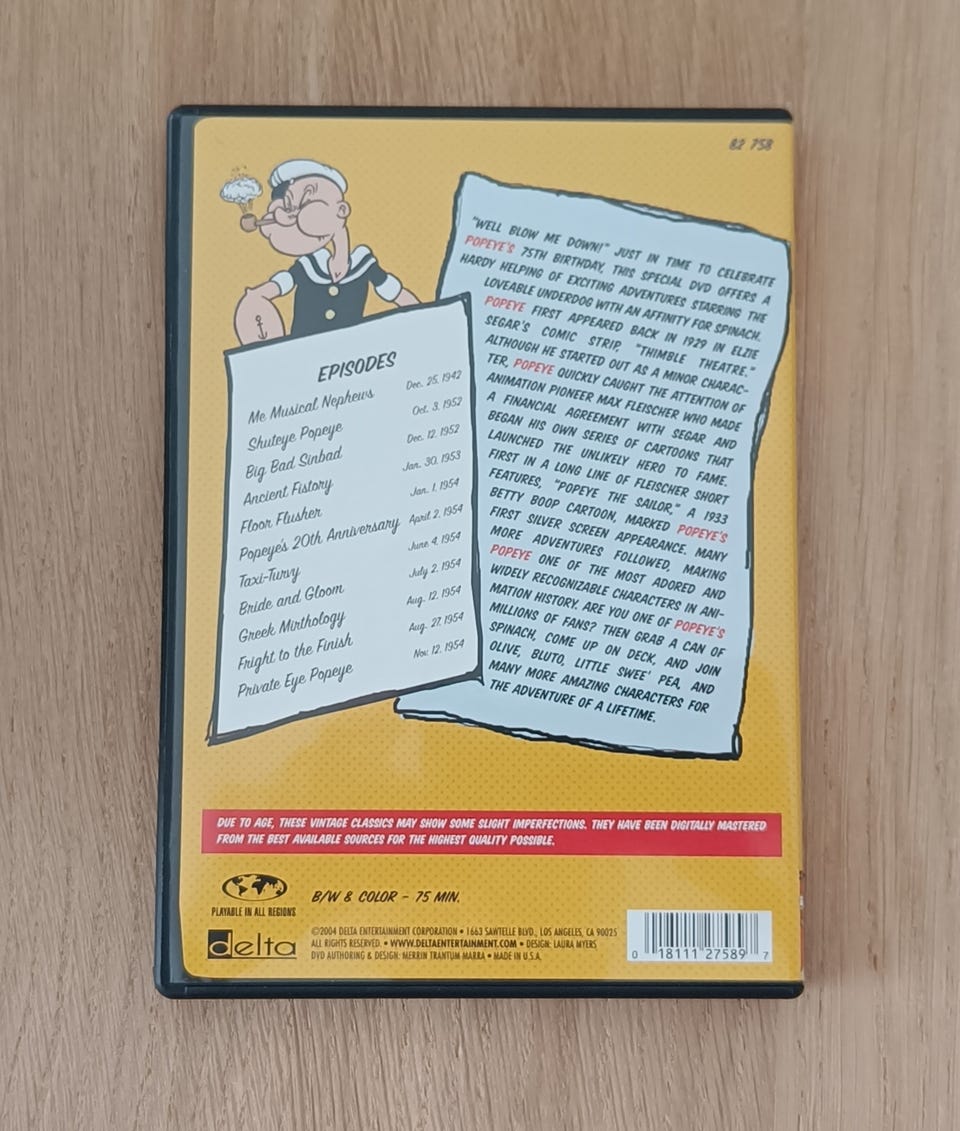 82 758
"WELL BLOW ME DOWN!" JUST IN TIME TO CELEBRATE
POPEYE'S 75TH BIRTHDAY, THIS SPECIAL DVD OFFERS A
HARDY HELPING OF EXCITING ADVENTURES STARRING THE
LOVEABLE UNDERDOG WITH AN AFFINITY FOR SPINACH.
POPEYE FIRST APPEARED BACK IN 1929 IN ELZIE
SEGAR'S COMIC STRIP, "THIMBLE THEATRE."
ALTHOUGH HE STARTED OUT AS A MINOR CHARAC-
TER, POPEYE QUICKLY CAUGHT THE ATTENTION OF
ANIMATION PIONEER MAX FLEISCHER WHO MADE
A FINANCIAL AGREEMENT WITH SEGAR AND
BEGAN HIS OWN SERIES OF CARTOONS THAT
LAUNCHED THE UNLIKELY HERO TO FAME.
FIRST IN A LONG LINE OF FLEISCHER SHORT
FEATURES, "POPEYE THE SAILOR," A 1933
BETTY BOOP CARTOON, MARKED POPEYE'S
FIRST SILVER SCREEN APPEARANCE. MANY
MORE ADVENTURES FOLLOWED, MAKING
POPEYE ONE OF THE MOST ADORED AND
WIDELY RECOGNIZABLE CHARACTERS IN ANI-
MATION HISTORY. ARE YOU ONE OF POPEYE'S
MILLIONS OF FANS? THEN GRAB A CAN OF
SPINACH, COME UP ON DECK, AND JOIN
OLIVE, BLUTO, LITTLE SWEE' PEA, AND
MANY MORE AMAZING CHARACTERS FOR
THE ADVENTURE OF A LIFETIME.
EPISODES
Me Musical Nephews Dec. 25, 1942
Shuteye Popeye Oct. 3, 1952
Big Bad Sinbad Dec. 12, 1952
Ancient Fistory Jan. 30, 1953
Floor Flusher Jan. 1, 1954
Popeye's 20th Anniversary April 2, 1954
Taxi-Turvy June 4, 1954
Bride and Gloom July 2, 1954
Greek Mirthology Aug. 12, 1954
Fright to the Finish Aug. 27, 1954
Private Eye Popeye Nov. 12, 1954
DUE TO AGE, THESE VINTAGE CLASSICS MAY SHOW SOME SLIGHT IMPERFECTIONS. THEY HAVE BEEN DIGITALLY MASTERED
FROM THE BEST AVAILABLE SOURCES FOR THE HIGHEST QUALITY POSSIBLE.
B/W & COLOR – 75 MIN.
PLAYABLE IN ALL REGIONS
delta
©2004 DELTA ENTERTAINMENT CORPORATION • 1663 SAWTELLE BLVD., LOS ANGELES, CA 90025
ALL RIGHTS RESERVED. • WWW.DELTAENTERTAINMENT.COM • DESIGN: LAURA MYERS
DVD AUTHORING & DESIGN: MERRIN TRANTUM MARRA • MADE IN U.S.A.
0 18111 27589 7